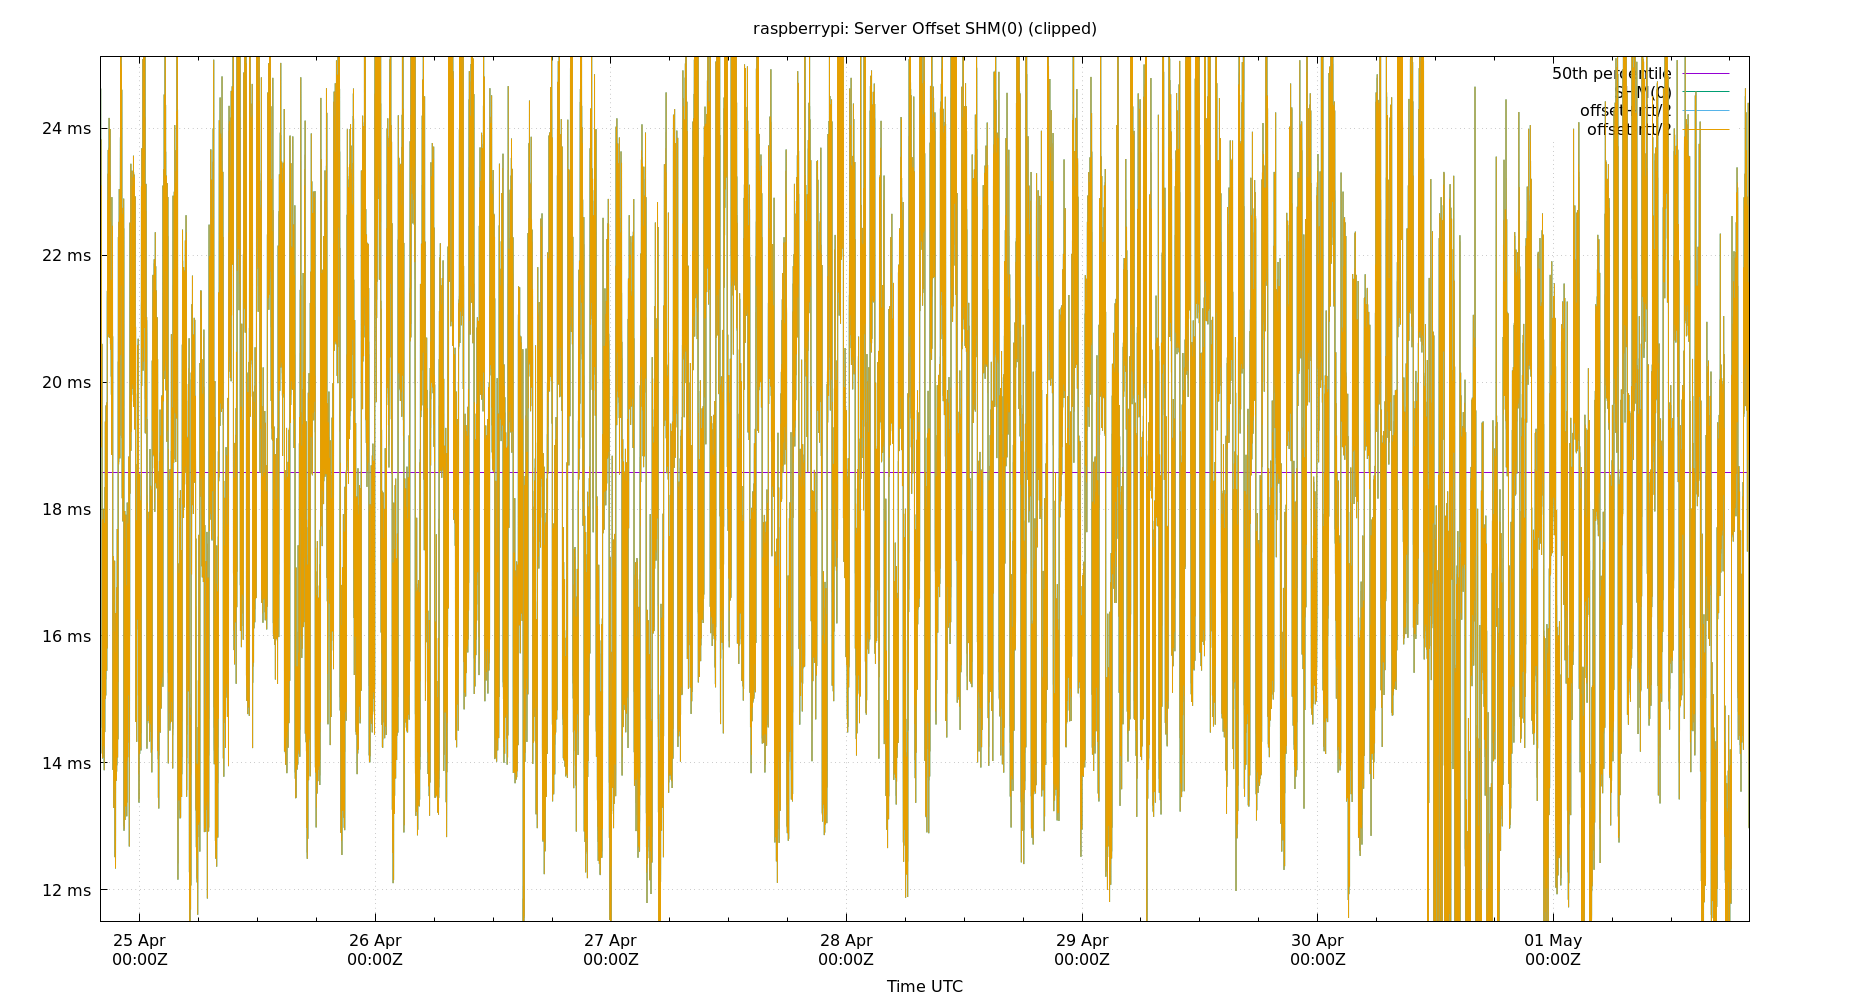 raspberrypi: Server Offset SHM(0) (clipped)
50th percentile
SHM(0)
24 ms
22 ms
20 ms
18 ms
16 ms
14 ms
12 ms
25 Apr
00:00Z
26 Apr
00:00Z
27 Apr
00:00Z
28 Apr
00:00Z
29 Apr
00:00Z
30 Apr
00:00Z
01 May
00:00Z
Time UTC